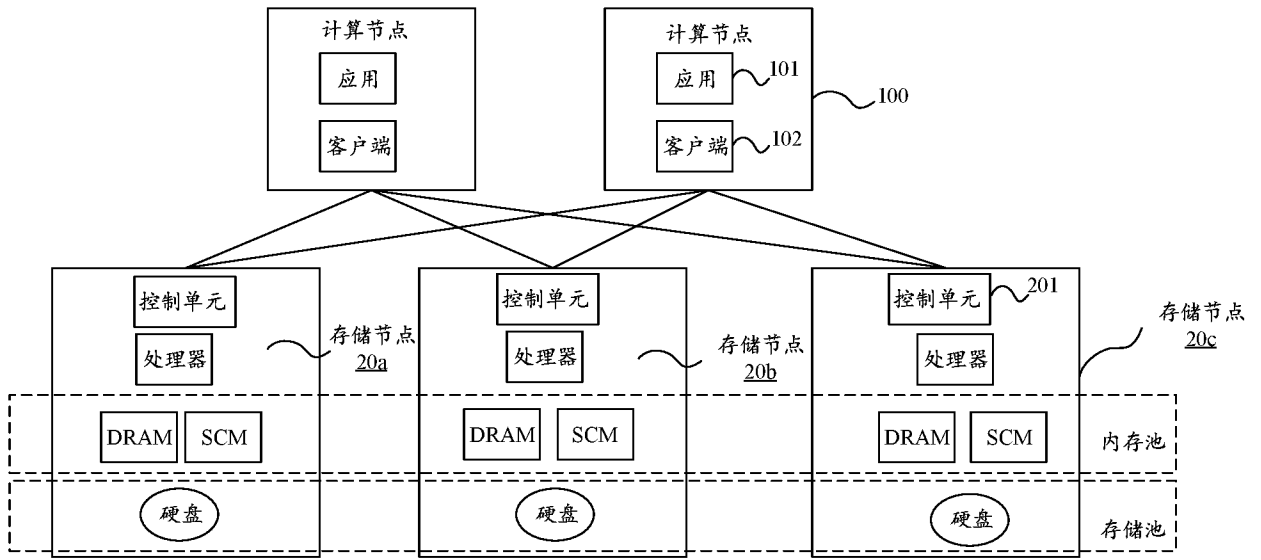 计算节点
计算节点
应用
应用
101
100
客户端
客户端
102
控制单元
控制单元
控制单元
201
处理器
存储节点
20a
处理器
存储节点
20b
处理器
存储节点
20c
DRAM
SCM
DRAM
SCM
DRAM
SCM
内存池
硬盘
硬盘
硬盘
存储池